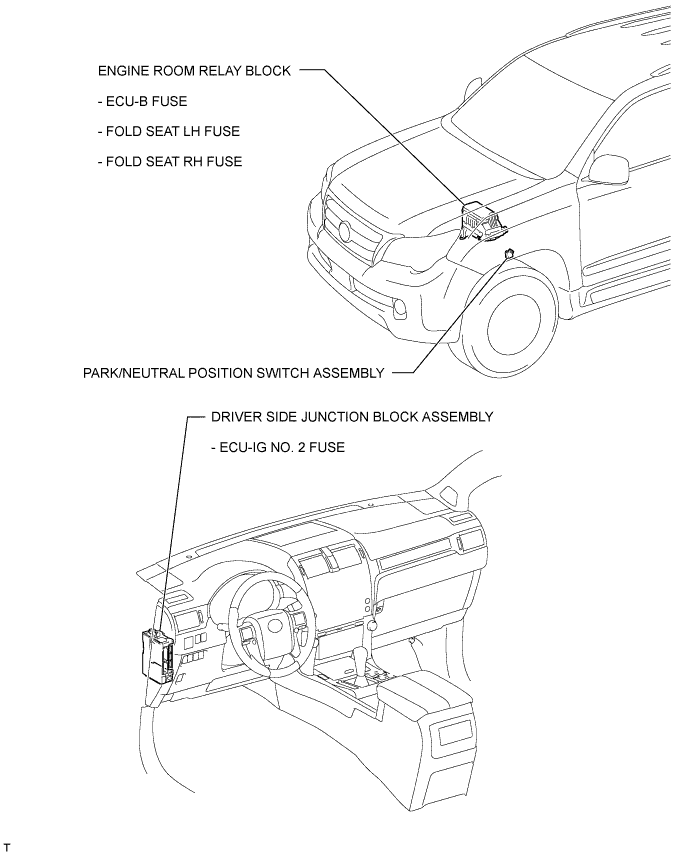 ENGINE ROOM RELAY BLOCK
- ECU-B FUSE
- FOLD SEAT LH FUSE
- FOLD SEAT RH FUSE
PARK/NEUTRAL POSITION SWITCH ASSEMBLY
DRIVER SIDE JUNCTION BLOCK ASSEMBLY
- ECU-IG NO. 2 FUSE
T